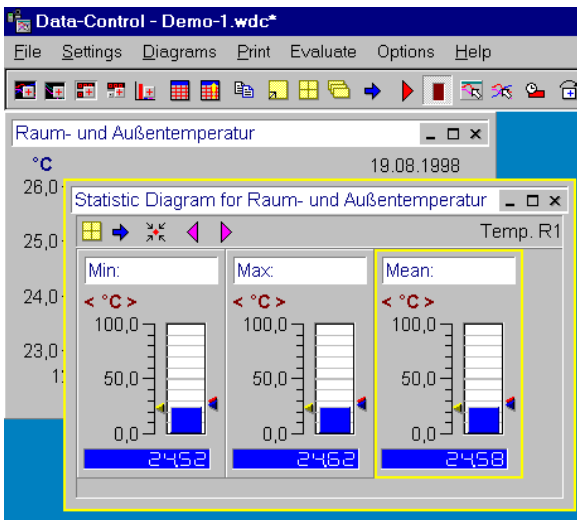 Data-Control - Demo-1.wdc*
File Settings Diagrams Print Evaluate Options Help
Raum- und Außentemperatur
°C 19.08.1998
26,0
Statistic Diagram for Raum- und Außentemperatur
25,0
Temp. R1
Min: Max: Mean:
24,0
< °C > < °C > < °C >
100,0 100,0 100,0
23,0
50,0 50,0 50,0
0,0 0,0 0,0
24,52 24,62 24,58